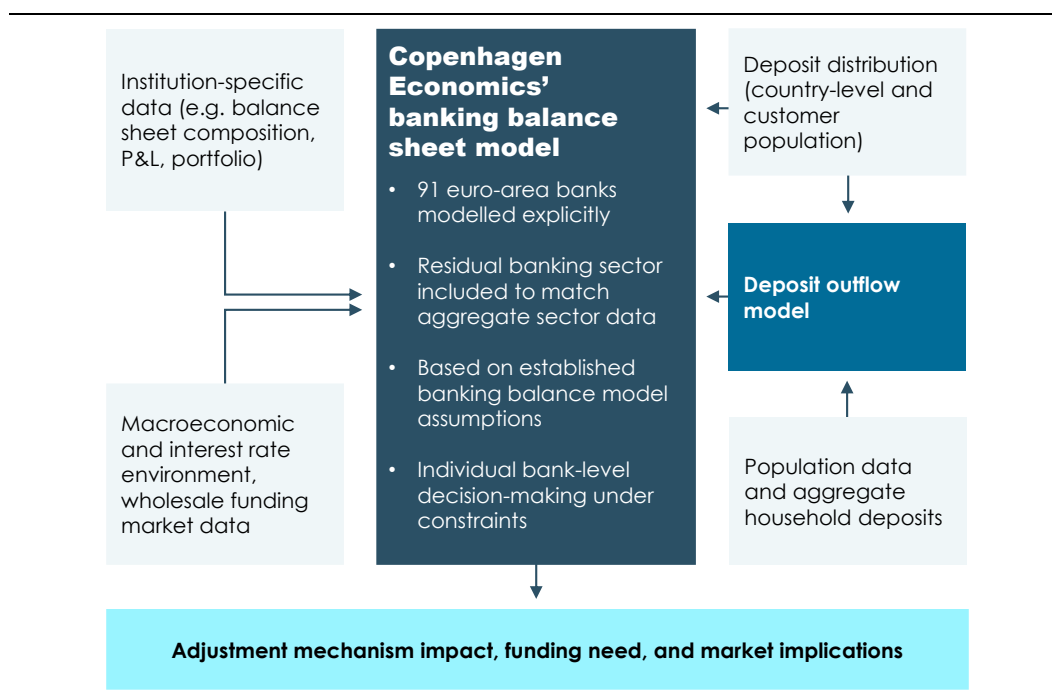 Institution-specific
data (e.g. balance
sheet composition,
P&L, portfolio)
Macroeconomic
and interest rate
environment,
wholesale funding
market data
Copenhagen
Economics’
banking balance
sheet model
• 91 euro-area banks
modelled explicitly
• Residual banking sector
included to match
aggregate sector data
• Based on established
banking balance model
assumptions
• Individual bank-level
decision-making under
constraints
Deposit distribution
(country-level and
customer
population)
Deposit outflow
model
Population data
and aggregate
household deposits
Adjustment mechanism impact, funding need, and market implications